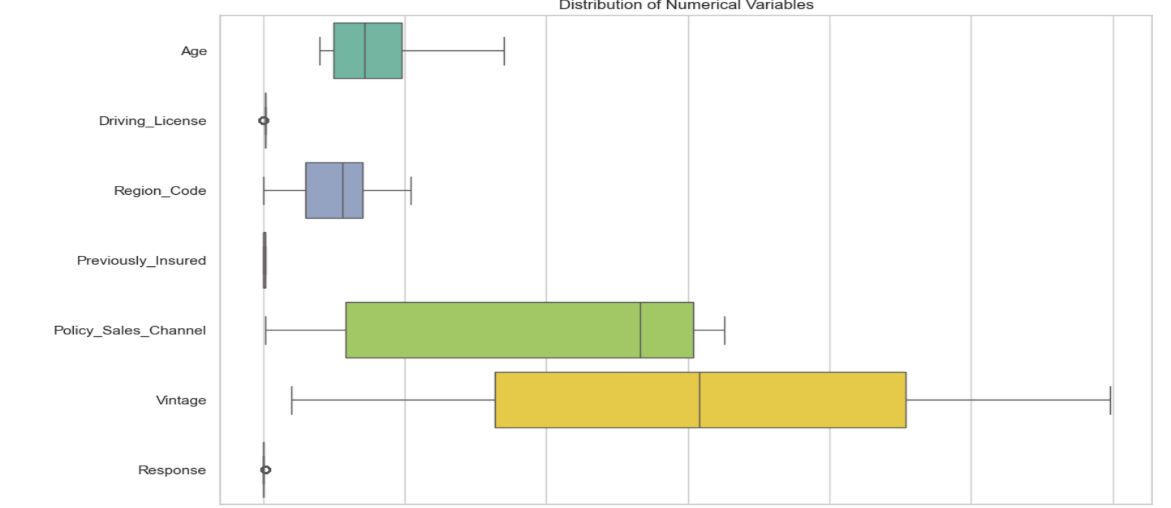 Distribution of Numerical Variables
Age
Driving_License
Region_Code
Previously_Insured
Policy_Sales_Channel
Vintage
Response